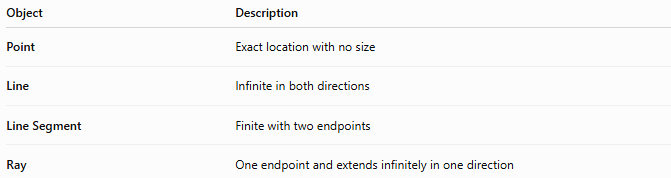 Object Description
Point Exact location with no size
Line Infinite in both directions
Line Segment Finite with two endpoints
Ray One endpoint and extends infinitely in one direction